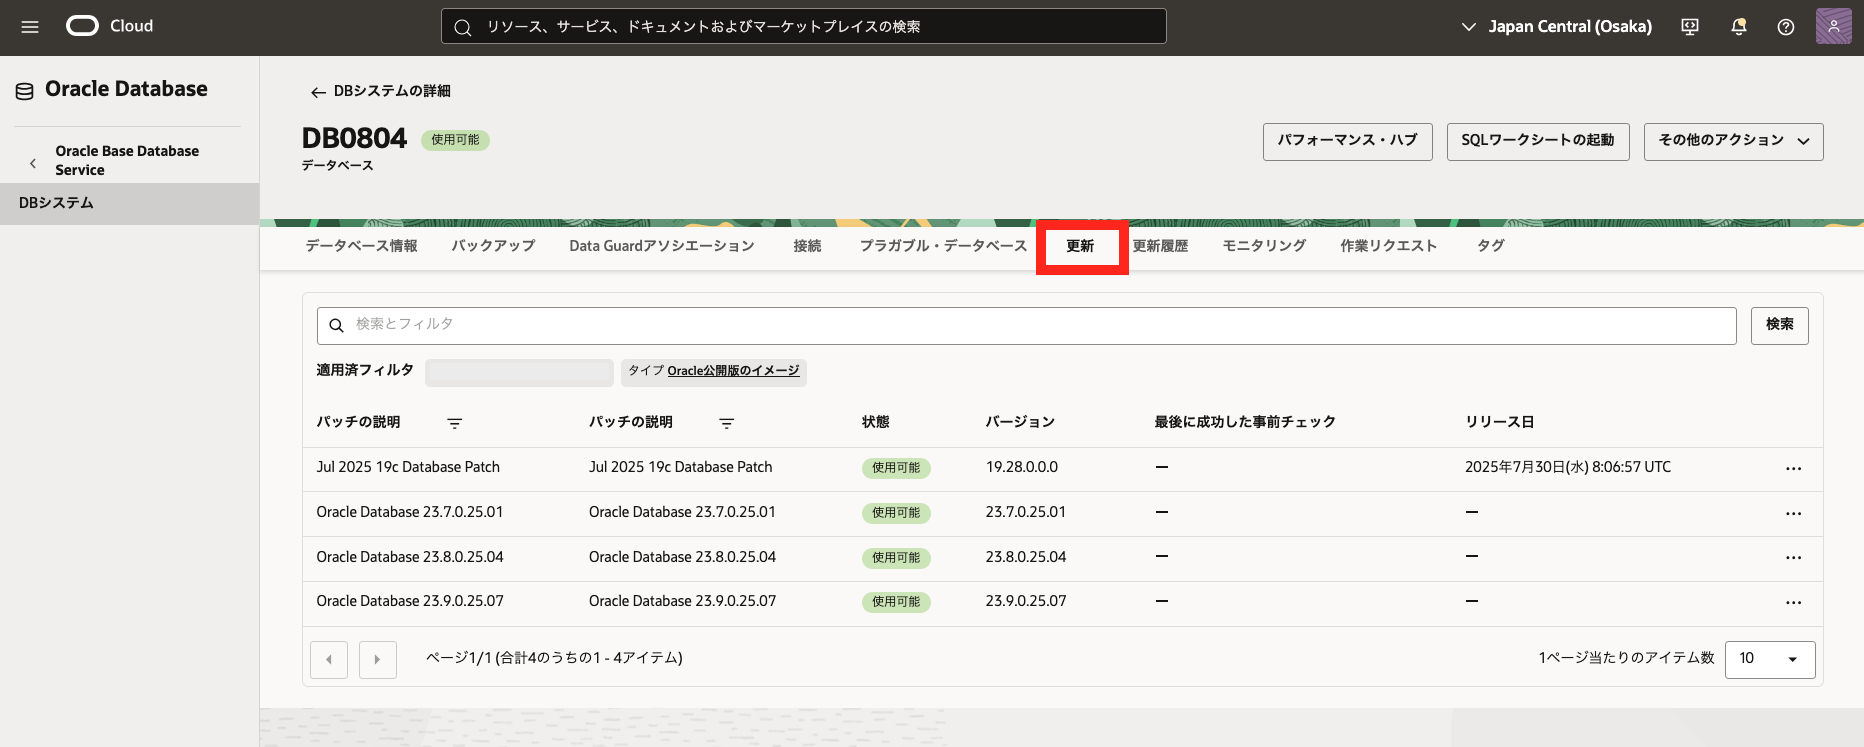 Cloud
リソース、サービス、ドキュメントおよびマーケットプレイスの検索
Japan Central (Osaka)
Oracle Database
Oracle Base Database
Service
DBシステム
← DBシステムの詳細
DB0804 使用可能
データベース
パフォーマンス・ハブ SQLワークシートの起動 その他のアクション
データベース情報 バックアップ Data Guardアソシエーション 接続 プラガブル・データベース 更新 更新履歴 モニタリング 作業リクエスト タグ
検索とフィルタ 検索
適用済フィルタ タイプ Oracle公開版のイメージ
パッチの説明 パッチの説明 状態 バージョン 最後に成功した事前チェック リリース日
Jul 2025 19c Database Patch Jul 2025 19c Database Patch 使用可能 19.28.0.0.0 — 2025年7月30日(水) 8:06:57 UTC ...
Oracle Database 23.7.0.25.01 Oracle Database 23.7.0.25.01 使用可能 23.7.0.25.01 — — ...
Oracle Database 23.8.0.25.04 Oracle Database 23.8.0.25.04 使用可能 23.8.0.25.04 — — ...
Oracle Database 23.9.0.25.07 Oracle Database 23.9.0.25.07 使用可能 23.9.0.25.07 — — ...
ページ1/1 (合計4のうちの1 - 4アイテム) 1ページ当たりのアイテム数 10